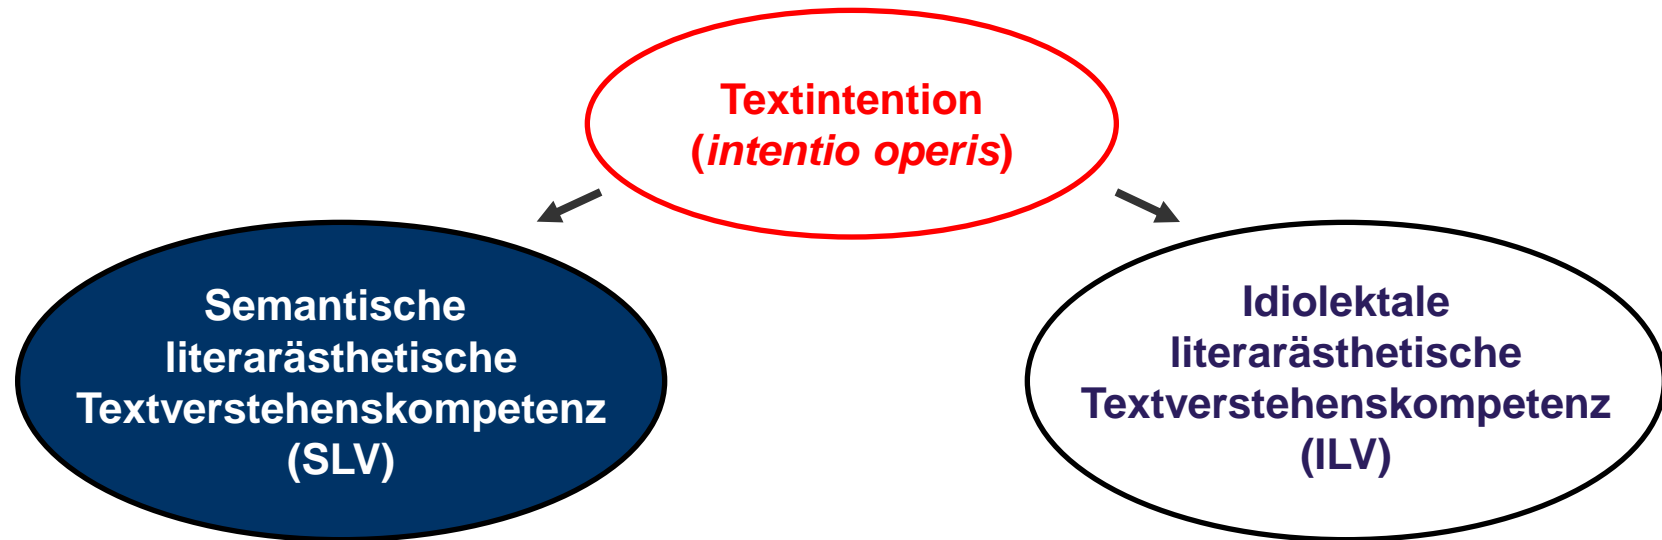 Textintention
(intentio operis)
Semantische
literarästhetische
Textverstehenskompetenz
(SLV)
Idiolektale
literarästhetische
Textverstehenskompetenz
(ILV)